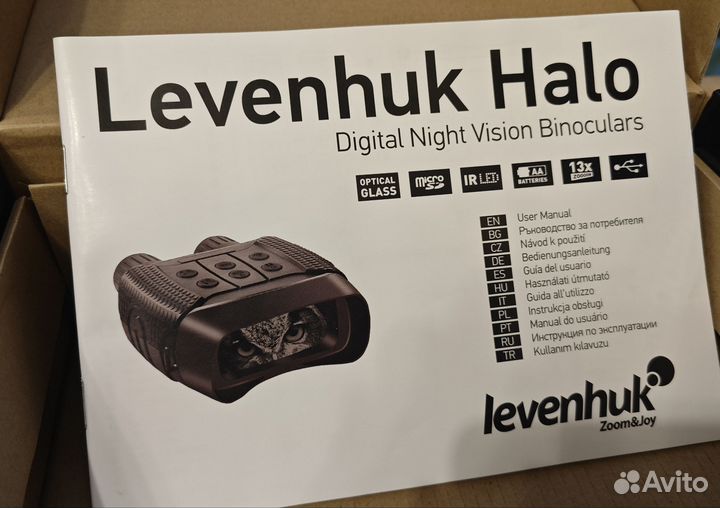 Levenhuk Halo
Digital Night Vision Binoculars
OPTICAL GLASS
micro SD
IR LED
AA BATTERIES
13x ZOOOM
EN User Manual
BG Ръководство за потребителя
CZ Návod k použití
DE Bedienungsanleitung
ES Guía del usuario
HU Használati útmutató
IT Guida all'utilizzo
PL Instrukcja obsługi
PT Manual do usuário
RU Инструкция по эксплуатации
TR Kullanım kılavuzu
levenhuk
Zoom&Joy
Avito